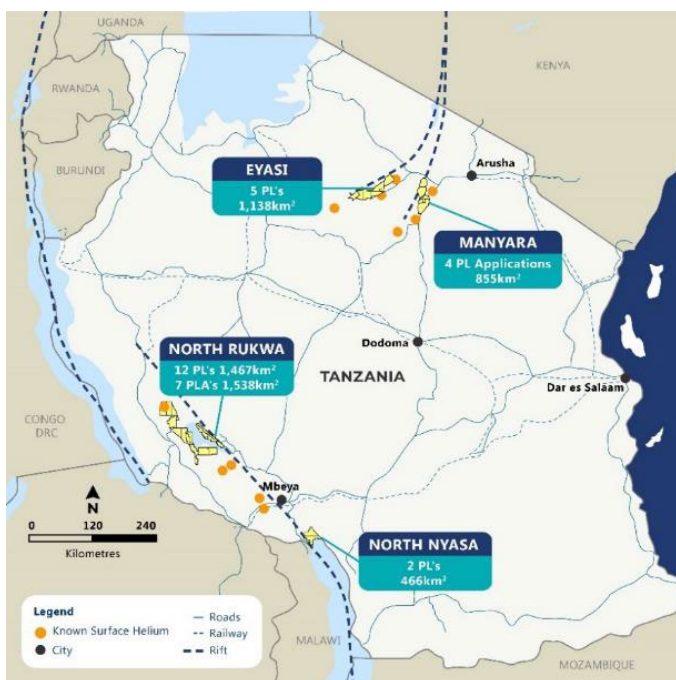 UGANDA
KENYA
RWANDA
BURUNDI
Arusha
EYASI
5 PL's
1,138km²
MANYARA
4 PL Applications
855km²
Dodoma
NORTH RUKWA
12 PL's 1,467km²
7 PLA's 1,538km²
TANZANIA
Dar es Salāam
CONGO
DRC
Mbeya
N
0 120 240
Kilometres
NORTH NYASA
2 PL's
466km²
Legend
Known Surface Helium
City
Roads
Railway
Rift
MALAWI
MOZAMBIQUE